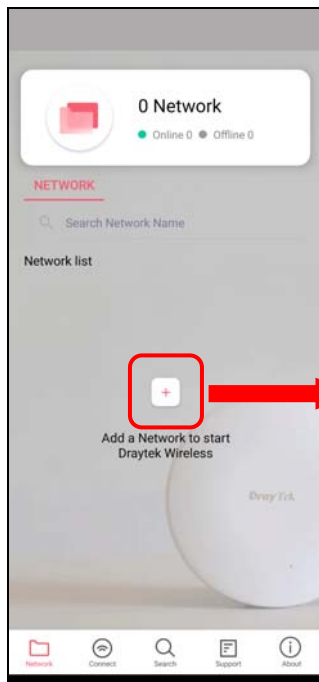 0 Network
Online 0 Offline 0
NETWORK
Search Network Name
Network list
+
Add a Network to start
Draytek Wireless
DrayTek
Network Connect Search Support About